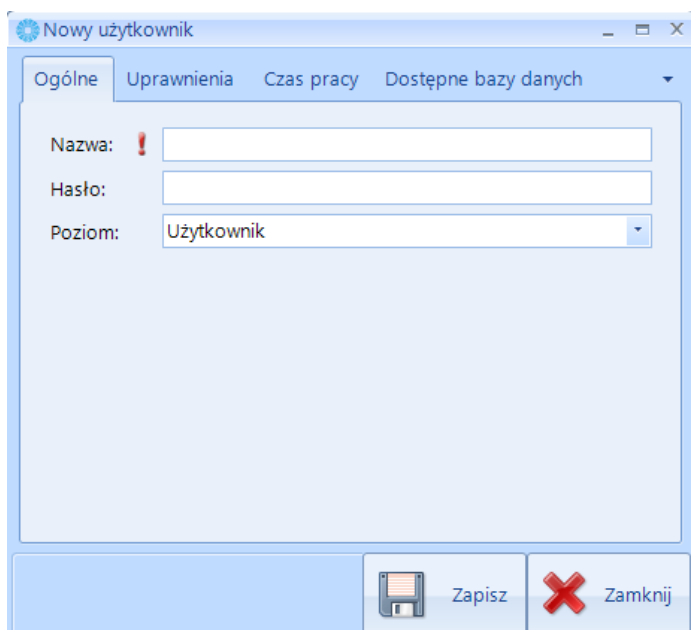 Nowy użytkownik
Ogólne Uprawnienia Czas pracy Dostępne bazy danych
Nazwa:
Hasło:
Poziom: Użytkownik
Zapisz Zamknij